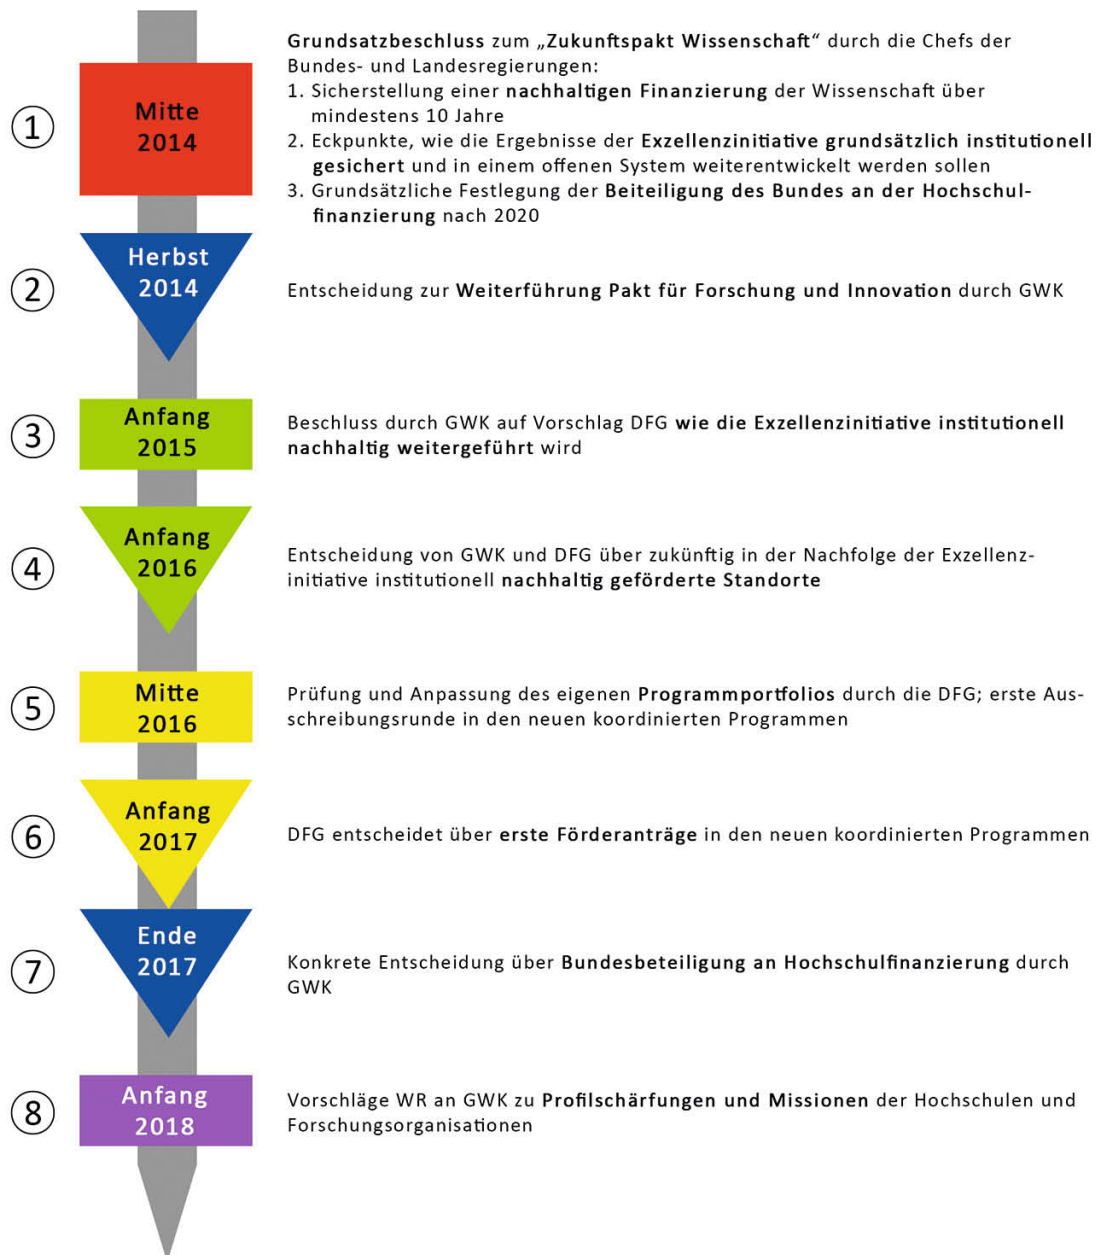 Grundsatzbeschluss zum „Zukunftspakt Wissenschaft“ durch die Chefs der
Bundes- und Landesregierungen:
1. Sicherstellung einer nachhaltigen Finanzierung der Wissenschaft über
mindestens 10 Jahre
2. Eckpunkte, wie die Ergebnisse der Exzellenzinitiative grundsätzlich institutionell
gesichert und in einem offenen System weiterentwickelt werden sollen
3. Grundsätzliche Festlegung der Beiteiligung des Bundes an der Hochschul-
finanzierung nach 2020
1
Mitte
2014
2
Herbst
2014
Entscheidung zur Weiterführung Pakt für Forschung und Innovation durch GWK
3
Anfang
2015
Beschluss durch GWK auf Vorschlag DFG wie die Exzellenzinitiative institutionell
nachhaltig weitergeführt wird
4
Anfang
2016
Entscheidung von GWK und DFG über zukünftig in der Nachfolge der Exzellenz-
initiative institutionell nachhaltig geförderte Standorte
5
Mitte
2016
Prüfung und Anpassung des eigenen Programmportfolios durch die DFG; erste Aus-
schreibungsrunde in den neuen koordinierten Programmen
6
Anfang
2017
DFG entscheidet über erste Förderanträge in den neuen koordinierten Programmen
7
Ende
2017
Konkrete Entscheidung über Bundesbeteiligung an Hochschulfinanzierung durch
GWK
8
Anfang
2018
Vorschläge WR an GWK zu Profilschärfungen und Missionen der Hochschulen und
Forschungsorganisationen